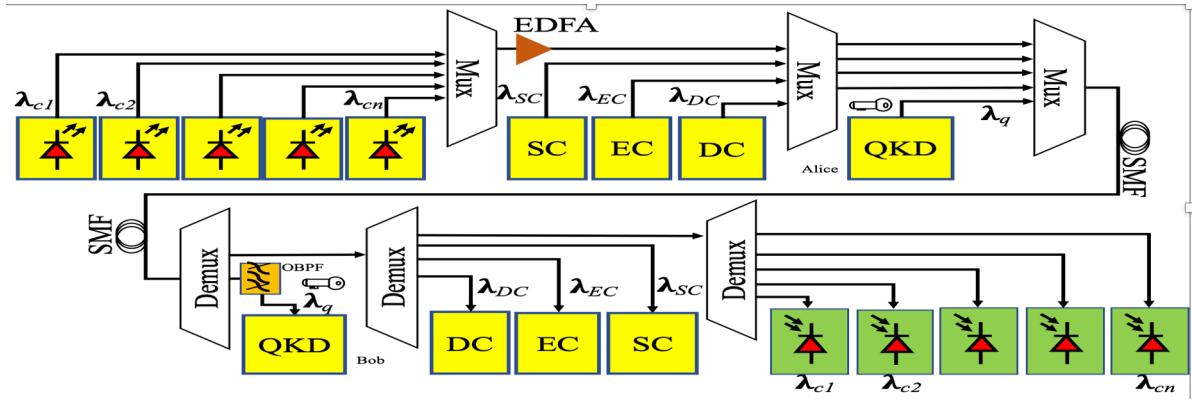 EDFA
λc1
λc2
λcn
Mux
λSC
λEC
λDC
Mux
λq
Mux
SC
EC
DC
Alice
QKD
SMF
SMF
Demux
OBPF
λq
QKD
Bob
Demux
λDC
λEC
λSC
DC
EC
SC
Demux
λc1
λc2
λcn